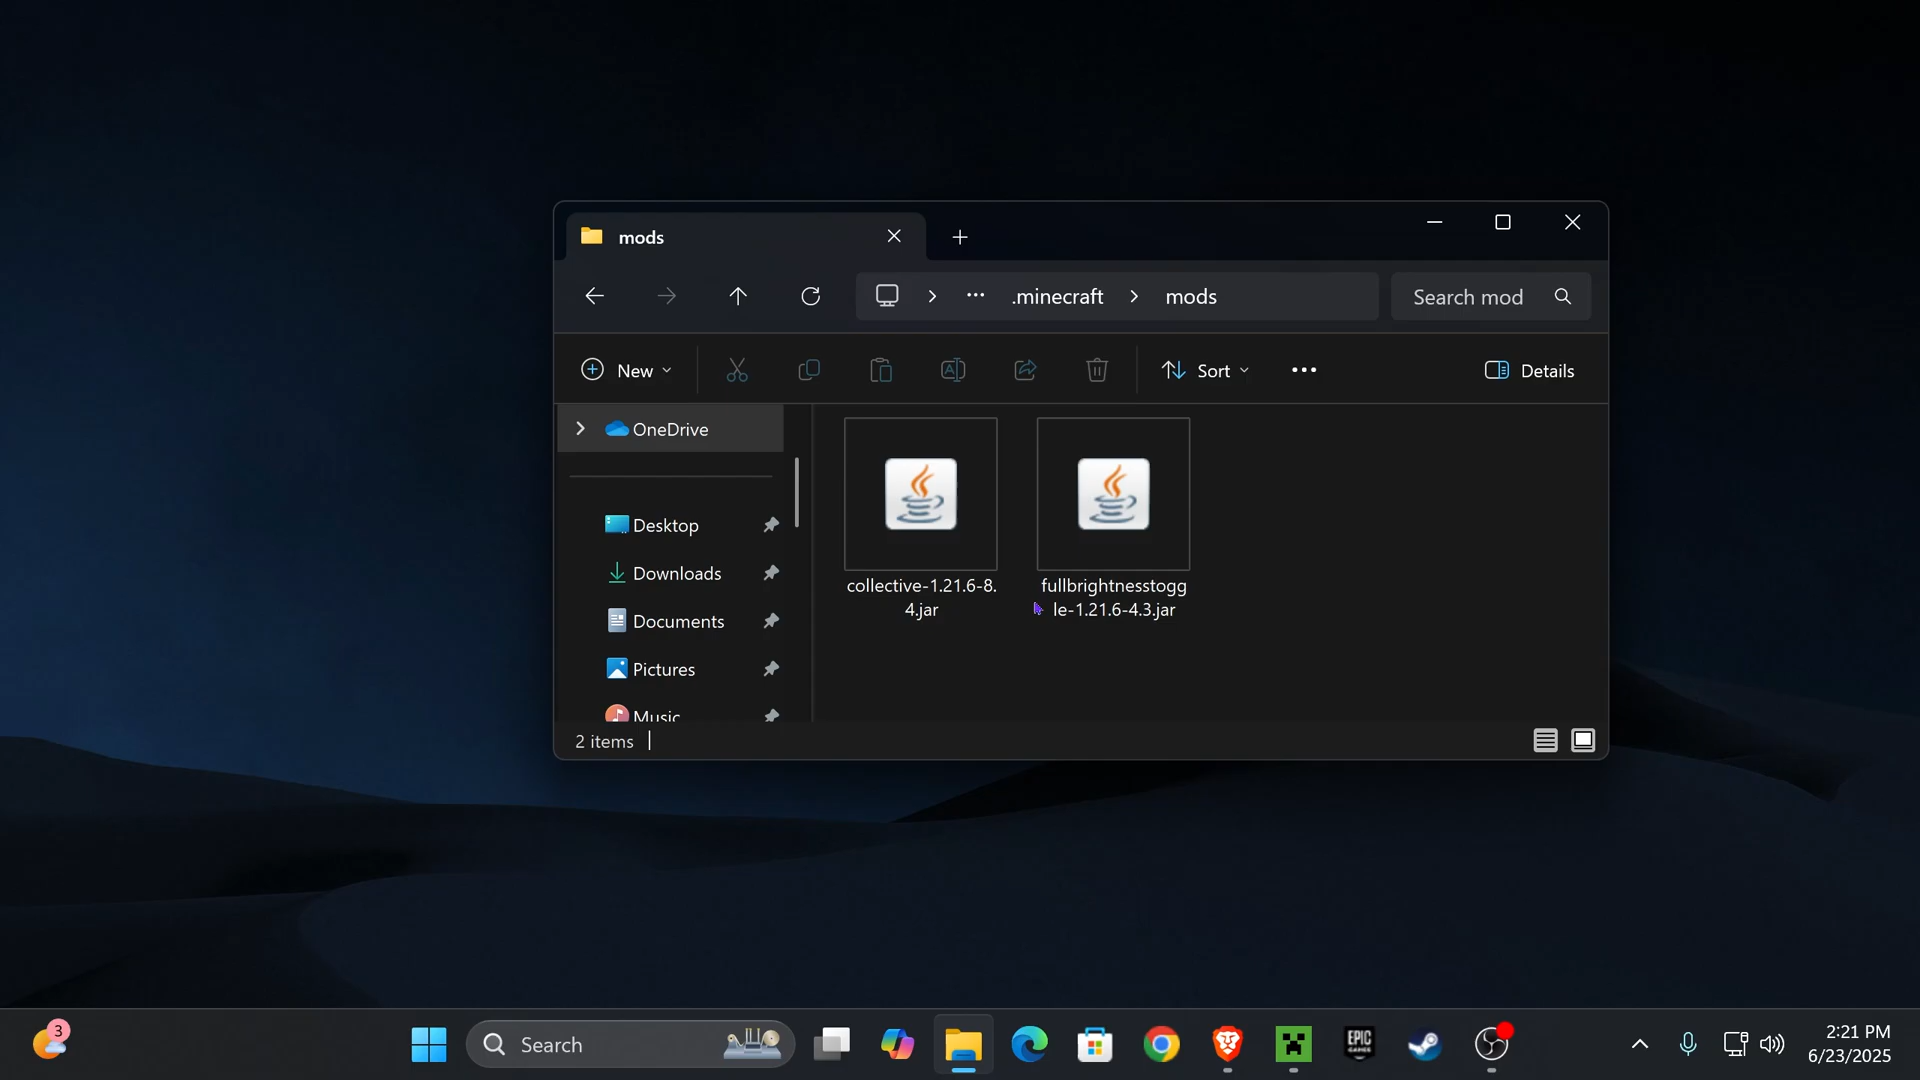 mods
.minecraft
mods
Search mod
New
Sort
Details
OneDrive
Desktop
Downloads
Documents
Pictures
Music
collective-1.21.6-8.
4.jar
fullbrightnesstogg
le-1.21.6-4.3.jar
2 items
3
Search
EPIC
GAMES
2:21 PM
6/23/2025